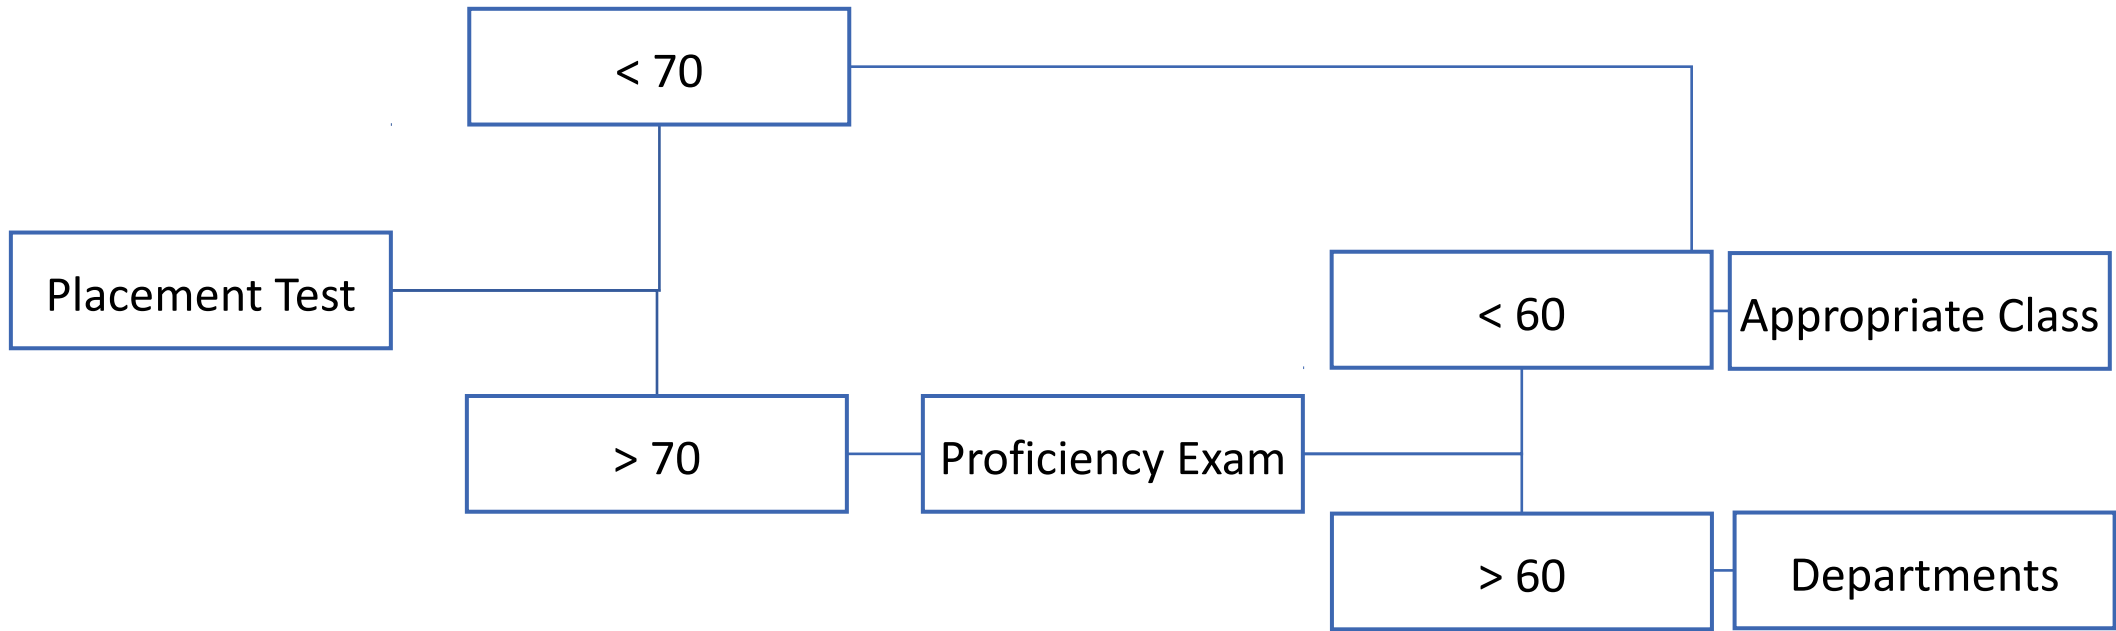 < 70
Placement Test
< 60
Appropriate Class
> 70
Proficiency Exam
> 60
Departments